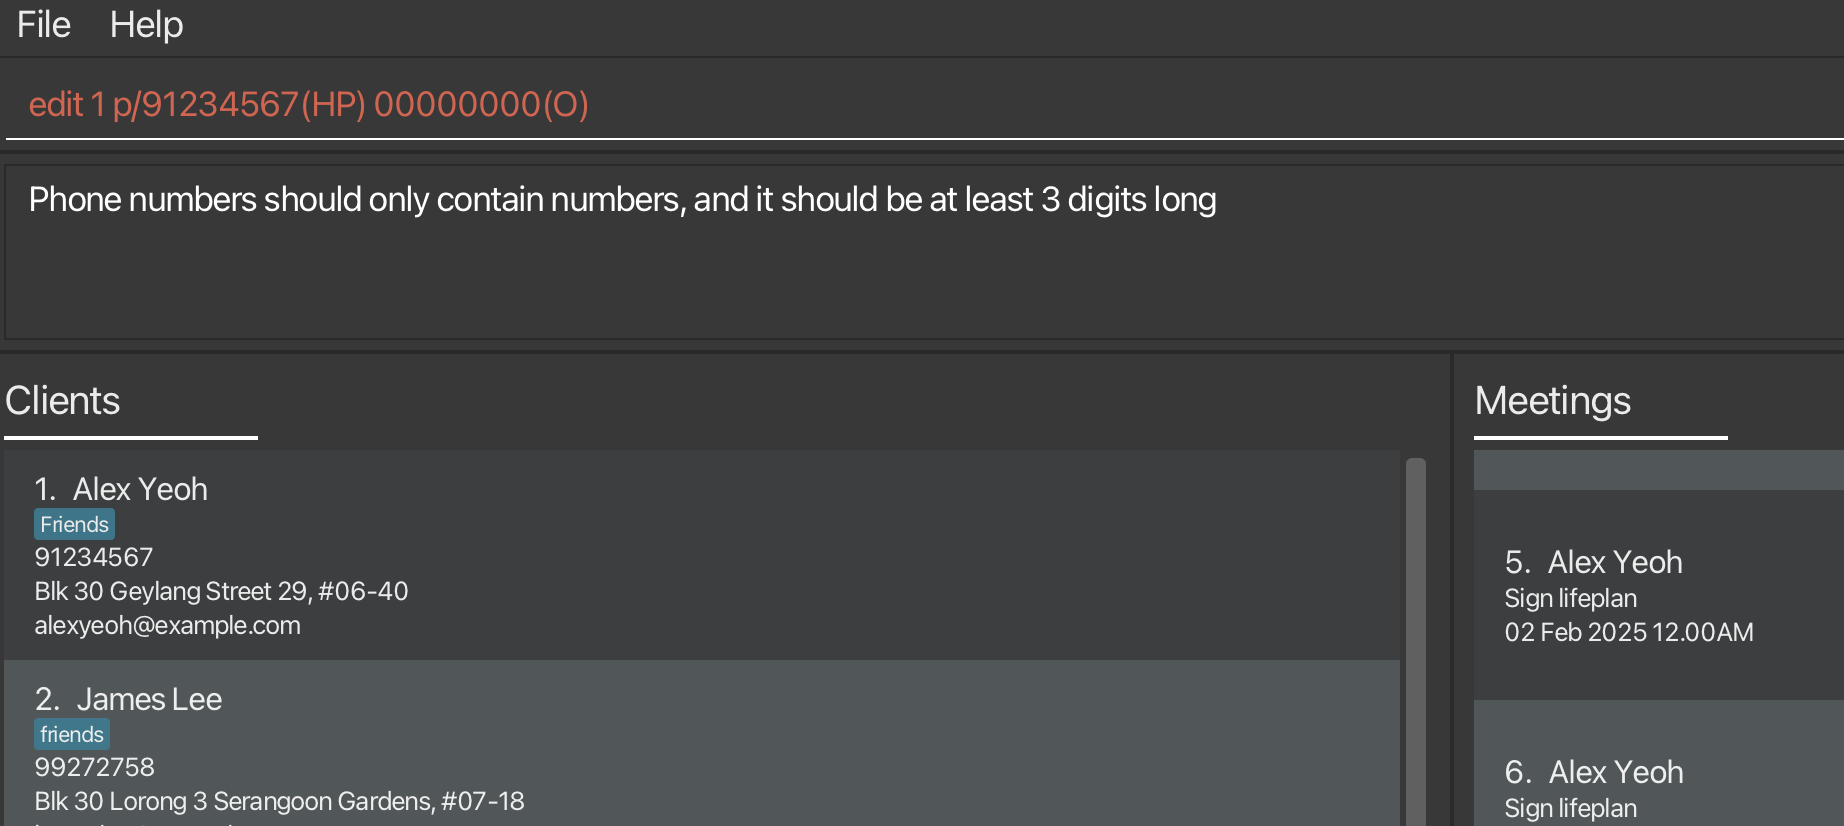 File Help
edit 1 p/91234567(HP) 00000000(O)
Phone numbers should only contain numbers, and it should be at least 3 digits long
Clients
1. Alex Yeoh
Friends
91234567
Blk 30 Geylang Street 29, #06-40
alexyeoh@example.com
2. James Lee
friends
99272758
Blk 30 Lorong 3 Serangoon Gardens, #07-18
Meetings
5. Alex Yeoh
Sign lifeplan
02 Feb 2025 12.00AM
6. Alex Yeoh
Sign lifeplan